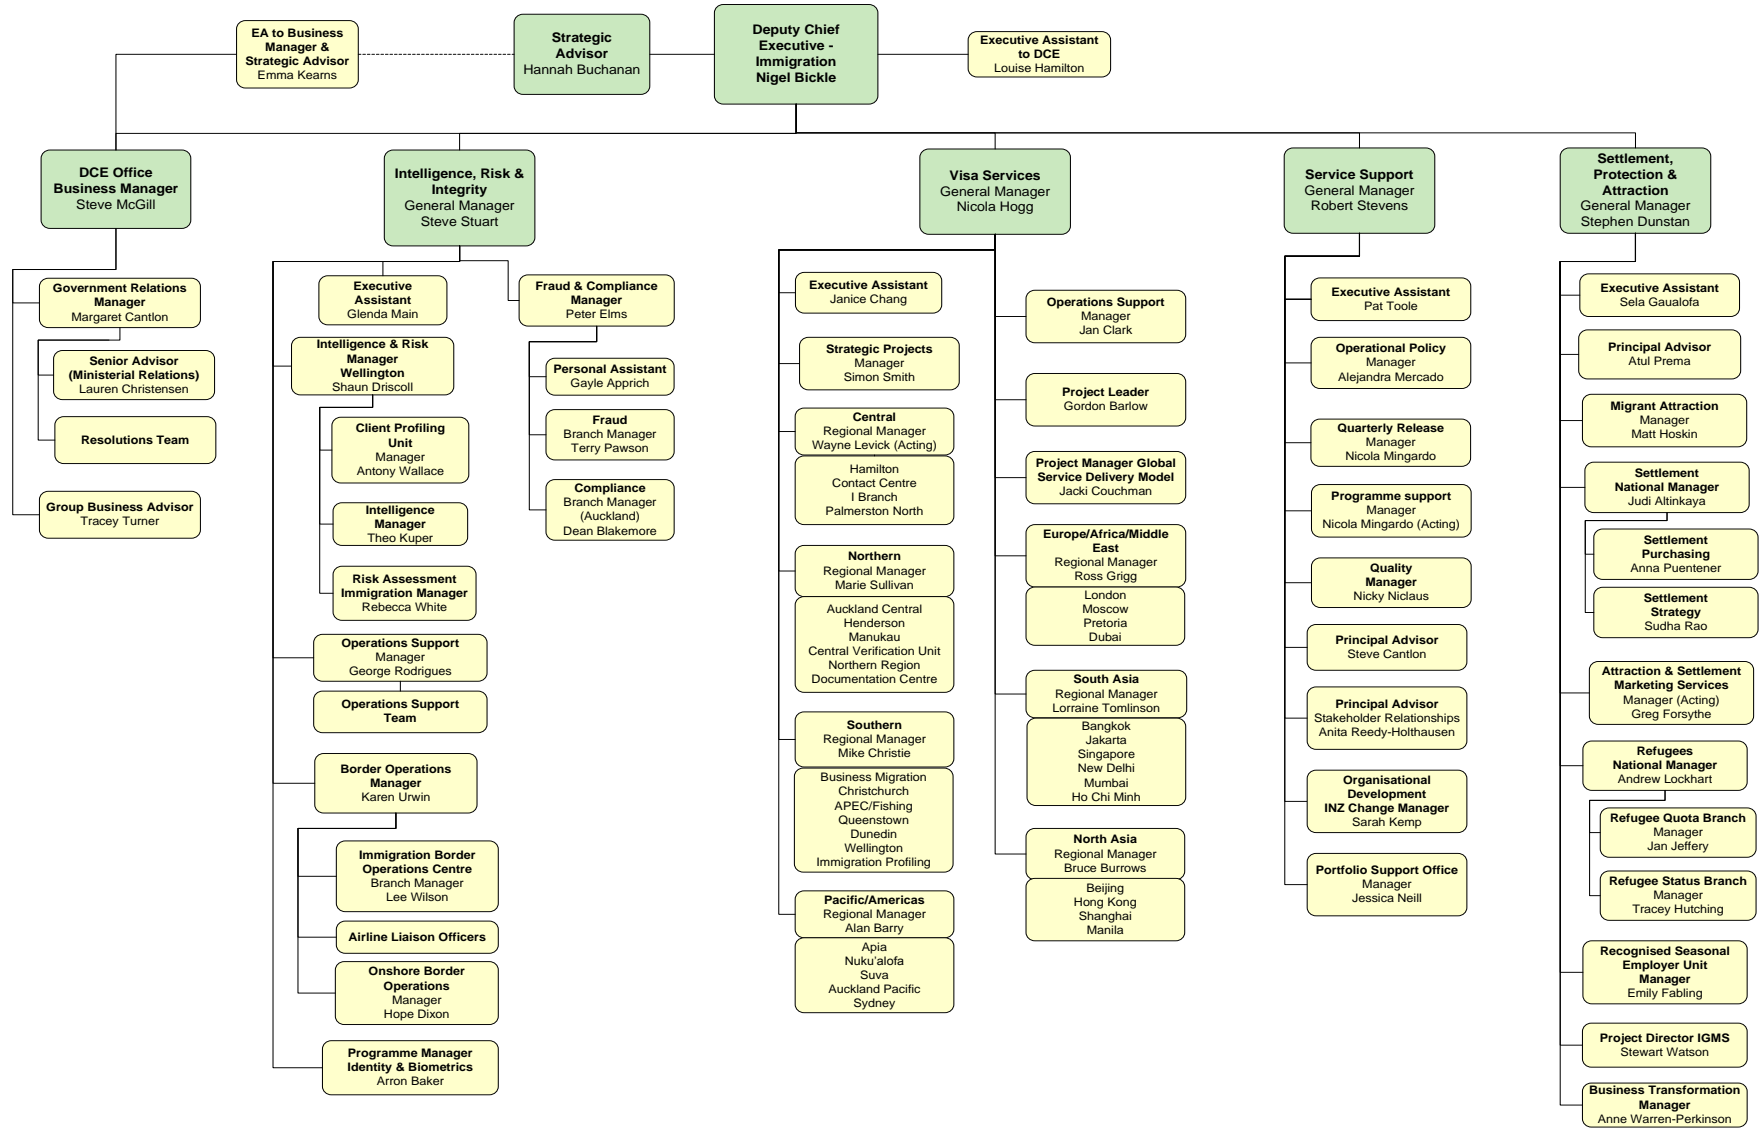 EA to Business
Manager &
Strategic Advisor
Emma Kearns
Strategic
Advisor
Hannah Buchanan
Deputy Chief
Executive -
Immigration
Nigel Bickle
Executive Assistant
to DCE
Louise Hamilton
DCE Office
Business Manager
Steve McGill
Government Relations
Manager
Margaret Cantlon
Senior Advisor
(Ministerial Relations)
Lauren Christensen
Resolutions Team
Group Business Advisor
Tracey Turner
Intelligence, Risk &
Integrity
General Manager
Steve Stuart
Executive
Assistant
Glenda Main
Intelligence & Risk
Manager
Wellington
Shaun Driscoll
Client Profiling
Unit
Manager
Antony Wallace
Intelligence
Manager
Theo Kuper
Risk Assessment
Immigration Manager
Rebecca White
Operations Support
Manager
George Rodrigues
Operations Support
Team
Border Operations
Manager
Karen Urwin
Immigration Border
Operations Centre
Branch Manager
Lee Wilson
Airline Liaison Officers
Onshore Border
Operations
Manager
Hope Dixon
Programme Manager
Identity & Biometrics
Arron Baker
Fraud & Compliance
Manager
Peter Elms
Personal Assistant
Gayle Apprich
Fraud
Branch Manager
Terry Pawson
Compliance
Branch Manager
(Auckland)
Dean Blakemore
Visa Services
General Manager
Nicola Hogg
Executive Assistant
Janice Chang
Strategic Projects
Manager
Simon Smith
Central
Regional Manager
Wayne Levick (Acting)
Hamilton
Contact Centre
I Branch
Palmerston North
Northern
Regional Manager
Marie Sullivan
Auckland Central
Henderson
Manukau
Central Verification Unit
Northern Region
Documentation Centre
Southern
Regional Manager
Mike Christie
Business Migration
Christchurch
APEC/Fishing
Queenstown
Dunedin
Wellington
Immigration Profiling
Pacific/Americas
Regional Manager
Alan Barry
Apia
Nuku'alofa
Suva
Auckland Pacific
Sydney
Operations Support
Manager
Jan Clark
Project Leader
Gordon Barlow
Project Manager Global
Service Delivery Model
Jacki Couchman
Europe/Africa/Middle
East
Regional Manager
Ross Grigg
London
Moscow
Pretoria
Dubai
South Asia
Regional Manager
Lorraine Tomlinson
Bangkok
Jakarta
Singapore
New Delhi
Mumbai
Ho Chi Minh
North Asia
Regional Manager
Bruce Burrows
Beijing
Hong Kong
Shanghai
Manila
Service Support
General Manager
Robert Stevens
Executive Assistant
Pat Toole
Operational Policy
Manager
Alejandra Mercado
Quarterly Release
Manager
Nicola Mingardo
Programme support
Manager
Nicola Mingardo (Acting)
Quality
Manager
Nicky Niclaus
Principal Advisor
Steve Cantlon
Principal Advisor
Stakeholder Relationships
Anita Reedy-Holthausen
Organisational
Development
INZ Change Manager
Sarah Kemp
Portfolio Support Office
Manager
Jessica Neill
Settlement,
Protection &
Attraction
General Manager
Stephen Dunstan
Executive Assistant
Sela Gaualofa
Principal Advisor
Atul Prema
Migrant Attraction
Manager
Matt Hoskin
Settlement
National Manager
Judi Altinkaya
Settlement
Purchasing
Anna Puentener
Settlement
Strategy
Sudha Rao
Attraction & Settlement
Marketing Services
Manager (Acting)
Greg Forsythe
Refugees
National Manager
Andrew Lockhart
Refugee Quota Branch
Manager
Jan Jeffery
Refugee Status Branch
Manager
Tracey Hutching
Recognised Seasonal
Employer Unit
Manager
Emily Fabling
Project Director IGMS
Stewart Watson
Business Transformation
Manager
Anne Warren-Perkinson